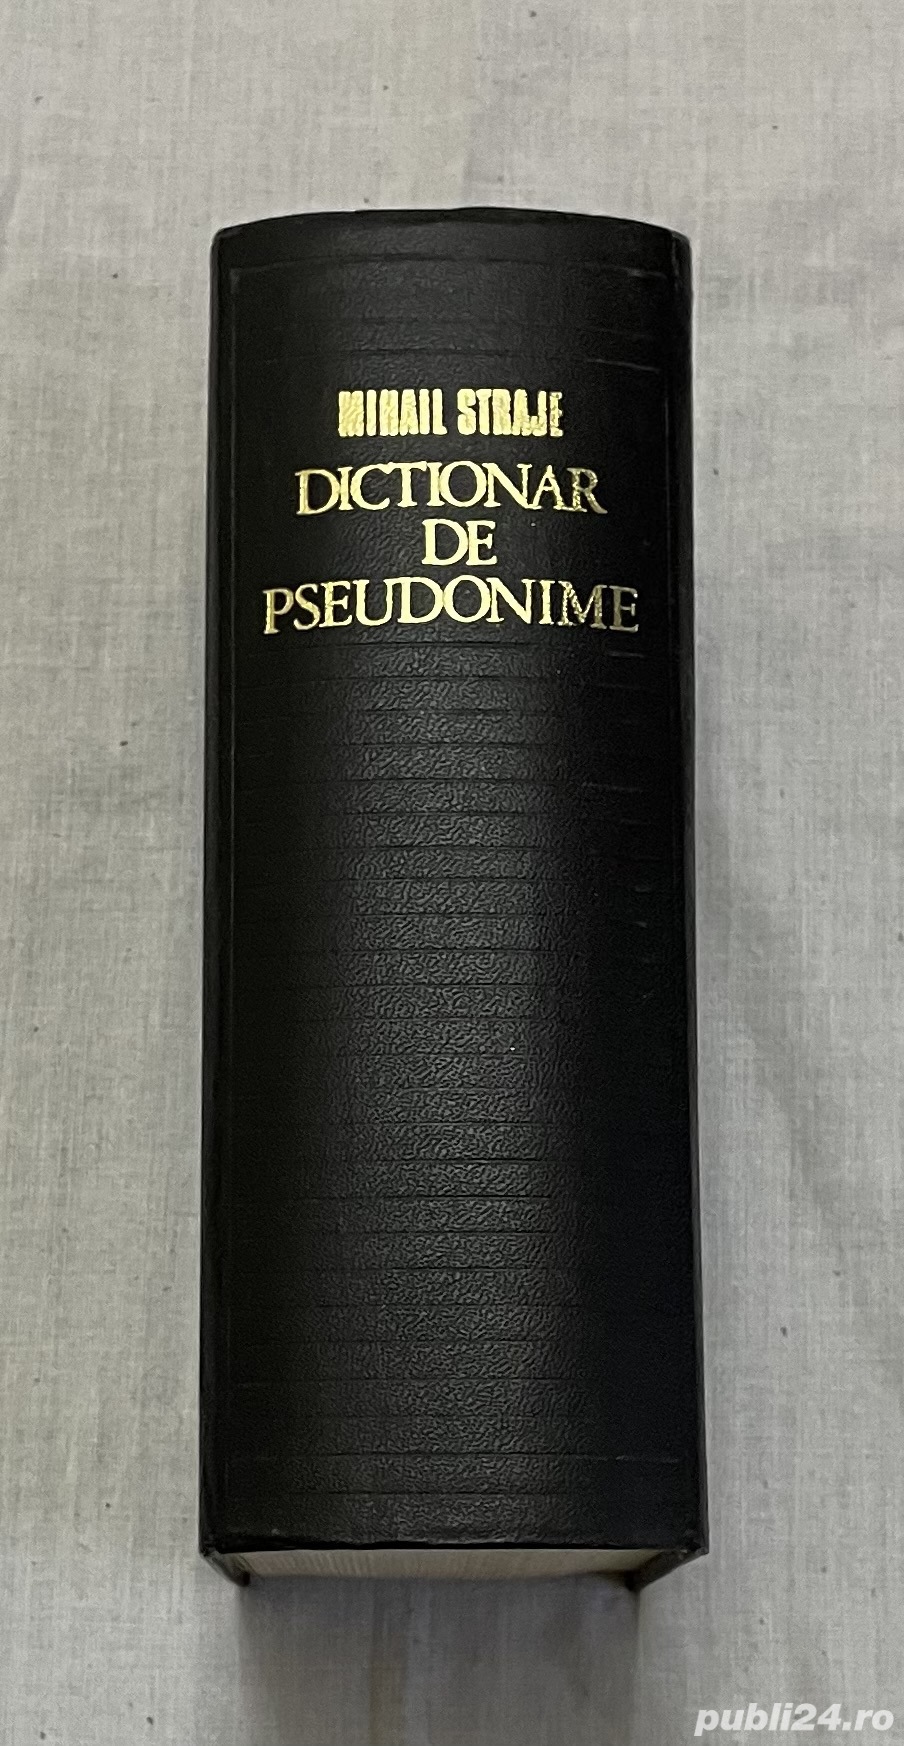 MIHAIL STRAJE
DICTIONAR
DE
PSEUDONIME
publi24.ro